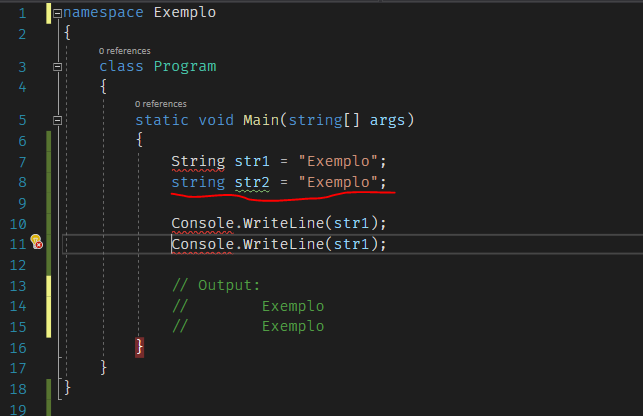 1 namespace Exemplo
2 {
0 references
3 class Program
4 {
0 references
5 static void Main(string[] args)
6 {
7 String str1 = "Exemplo";
8 string str2 = "Exemplo";
9
10 Console.WriteLine(str1);
11 Console.WriteLine(str1);
12
13 // Output:
14 // Exemplo
15 // Exemplo
16 }
17 }
18 }
19